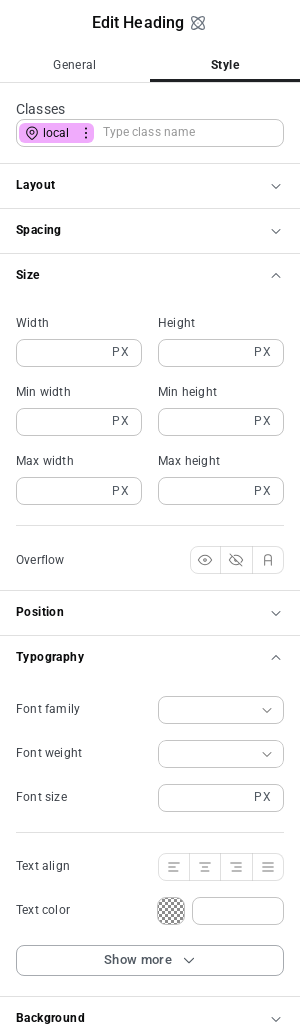 Edit Heading
General Style
Classes
local Type class name
Layout
Spacing
Size
Width Height
PX PX
Min width Min height
PX PX
Max width Max height
PX PX
Overflow
Position
Typography
Font family
Font weight
Font size PX
Text align
Text color
Show more
Background